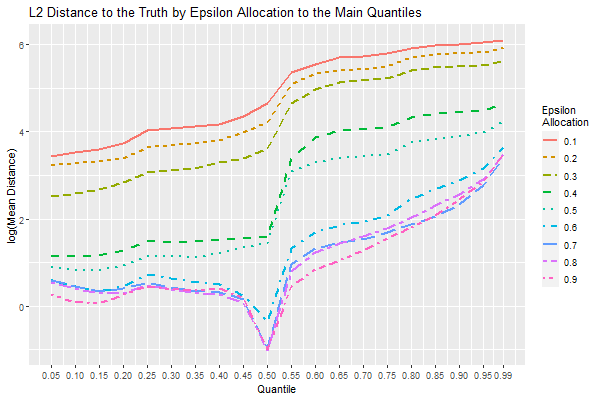 L2 Distance to the Truth by Epsilon Allocation to the Main Quantiles
log(Mean Distance)
6
4
2
0
0.05 0.10 0.15 0.20 0.25 0.30 0.35 0.40 0.45 0.50 0.55 0.60 0.65 0.70 0.75 0.80 0.85 0.90 0.95 0.99
Quantile
Epsilon
Allocation
0.1
0.2
0.3
0.4
0.5
0.6
0.7
0.8
0.9